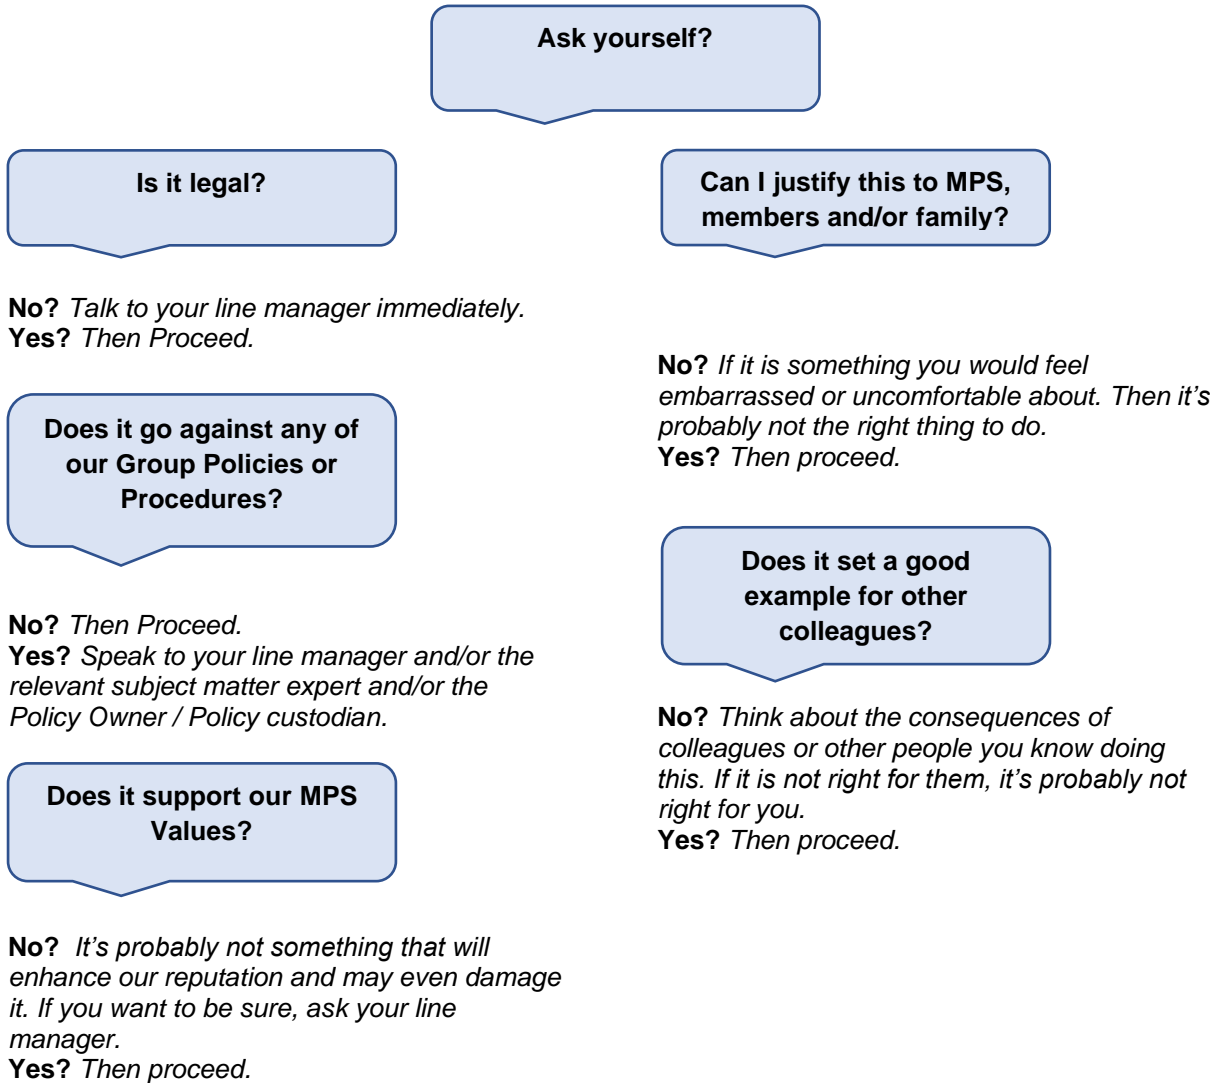 Ask yourself?
Is it legal?
No? Talk to your line manager immediately.
Yes? Then Proceed.
Does it go against any of
our Group Policies or
Procedures?
No? Then Proceed.
Yes? Speak to your line manager and/or the
relevant subject matter expert and/or the
Policy Owner / Policy custodian.
Does it support our MPS
Values?
No? It’s probably not something that will
enhance our reputation and may even damage
it. If you want to be sure, ask your line
manager.
Yes? Then proceed.
Can I justify this to MPS,
members and/or family?
No? If it is something you would feel
embarrassed or uncomfortable about. Then it’s
probably not the right thing to do.
Yes? Then proceed.
Does it set a good
example for other
colleagues?
No? Think about the consequences of
colleagues or other people you know doing
this. If it is not right for them, it’s probably not
right for you.
Yes? Then proceed.